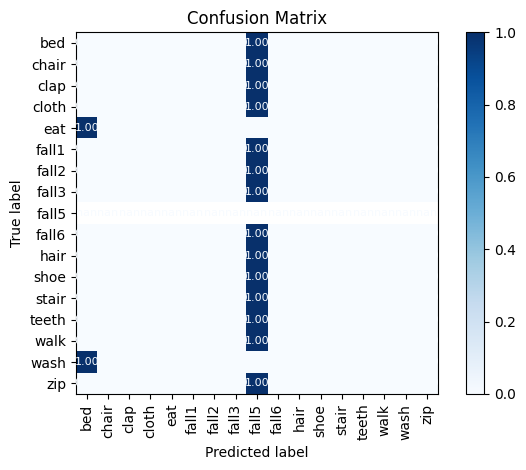 Confusion Matrix
True label
bed 1.00
chair 1.00
clap 1.00
cloth 1.00
eat 1.00
fall1 1.00
fall2 1.00
fall3 1.00
fall5
fall6 1.00
hair 1.00
shoe 1.00
stair 1.00
teeth 1.00
walk 1.00
wash 1.00
zip 1.00
bed chair clap cloth eat fall1 fall2 fall3 fall5 fall6 hair shoe stair teeth walk wash zip
Predicted label
1.0
0.8
0.6
0.4
0.2
0.0